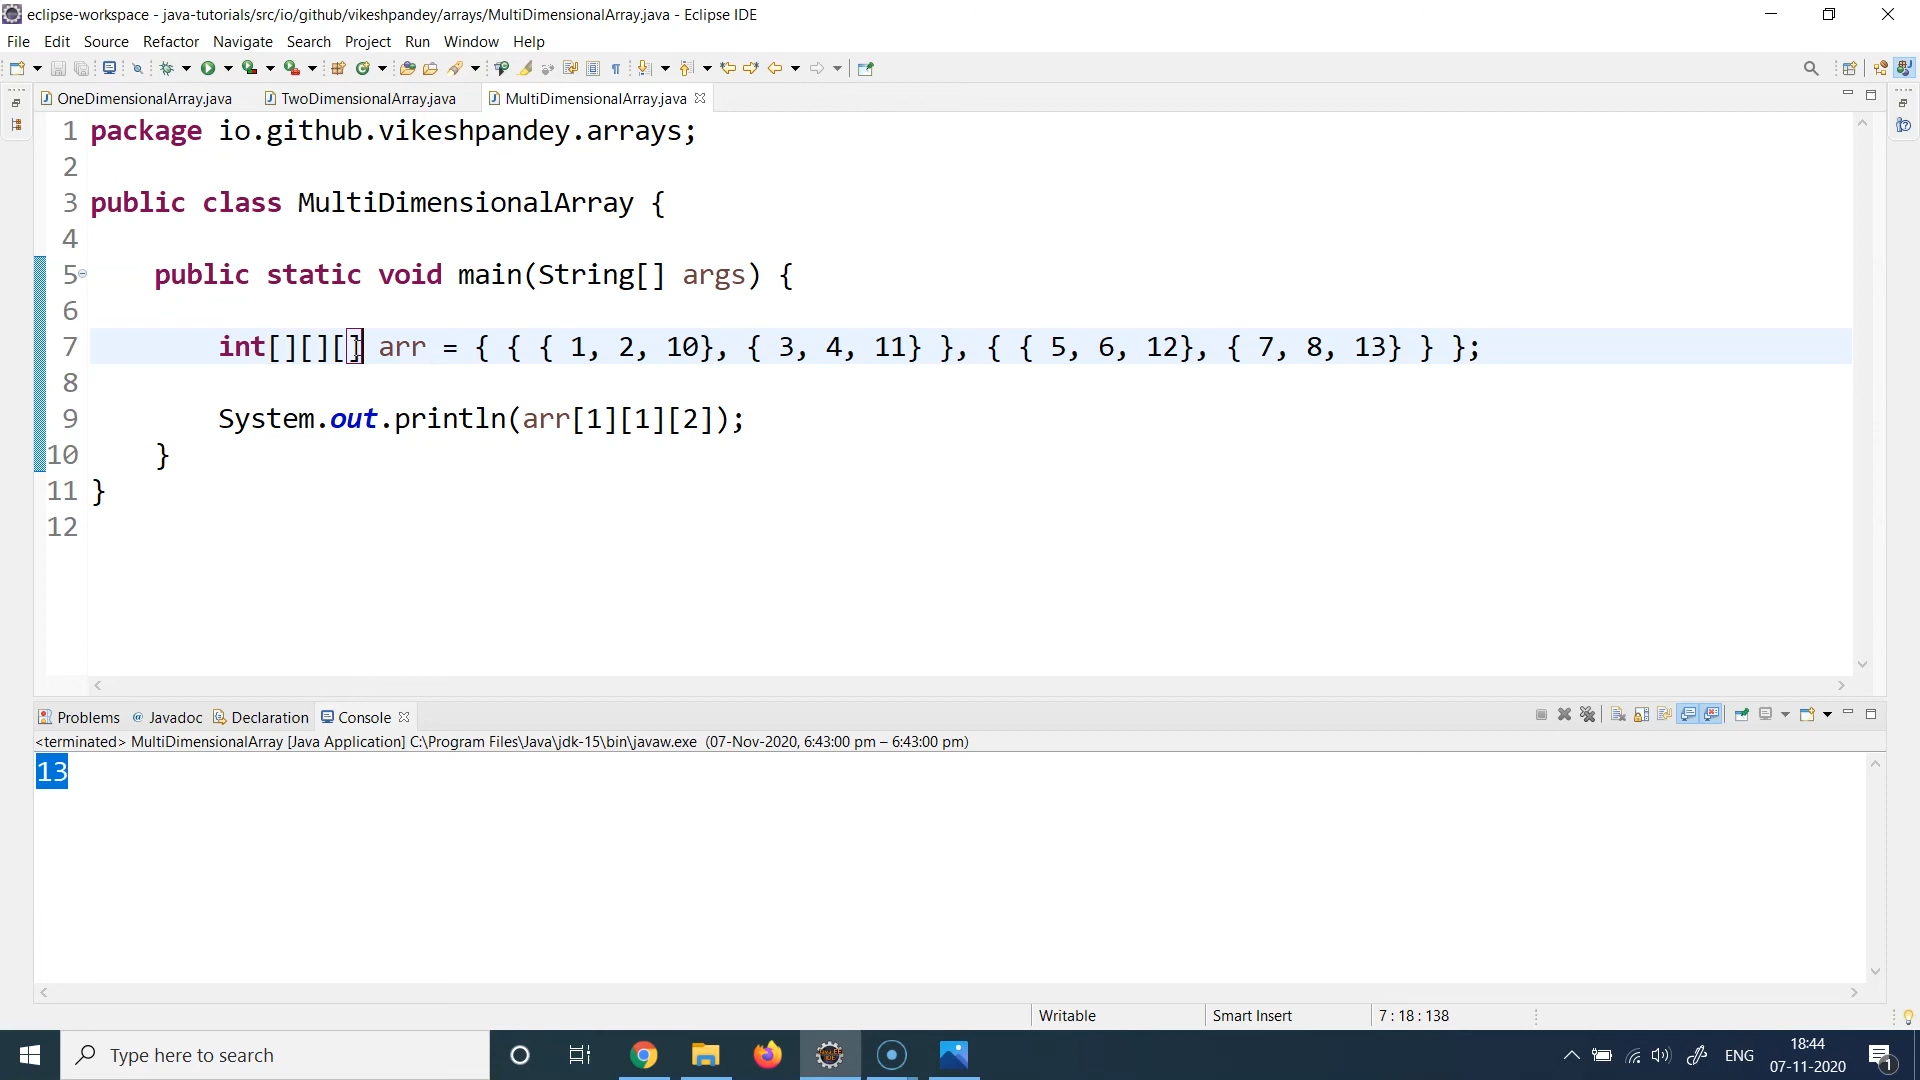 eclipse-workspace - java-tutorials/src/io/github/vikeshpandey/arrays/MultiDimensionalArray.java - Eclipse IDE
File Edit Source Refactor Navigate Search Project Run Window Help
OneDimensionalArray.java TwoDimensionalArray.java MultiDimensionalArray.java
1 package io.github.vikeshpandey.arrays;
2
3 public class MultiDimensionalArray {
4
5 public static void main(String[] args) {
6
7 int[][][] arr = { { { 1, 2, 10}, { 3, 4, 11} }, { { 5, 6, 12}, { 7, 8, 13} } };
8
9 System.out.println(arr[1][1][2]);
10 }
11 }
12
Problems @ Javadoc Declaration Console
<terminated> MultiDimensionalArray [Java Application] C:\Program Files\Java\jdk-15\bin\javaw.exe (07-Nov-2020, 6:43:00 pm – 6:43:00 pm)
13
Writable Smart Insert 7 : 18 : 138
Type here to search
ENG
18:44
07-11-2020
1